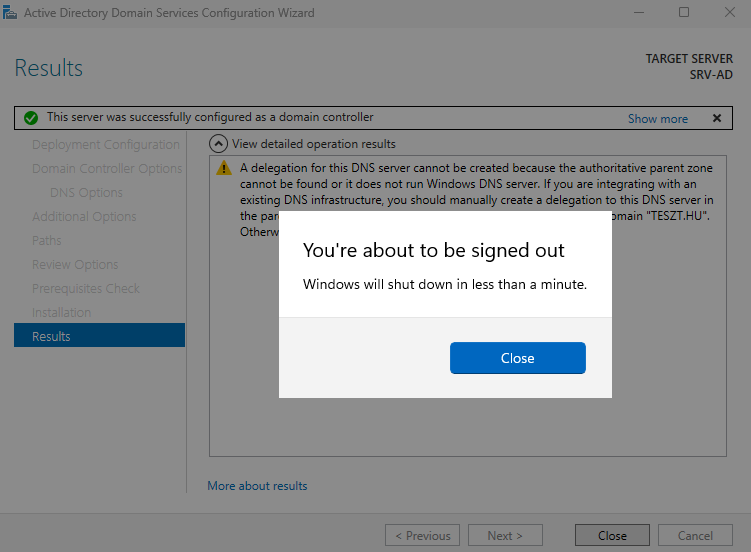 Active Directory Domain Services Configuration Wizard
Results
TARGET SERVER
SRV-AD
This server was successfully configured as a domain controller
Show more
Deployment Configuration
Domain Controller Options
DNS Options
Additional Options
Paths
Review Options
Prerequisites Check
Installation
Results
View detailed operation results
A delegation for this DNS server cannot be created because the authoritative parent zone
cannot be found or it does not run Windows DNS server. If you are integrating with an
existing DNS infrastructure, you should manually create a delegation to this DNS server in
the omain "TESZT.HU".
You're about to be signed out
Windows will shut down in less than a minute.
Close
More about results
< Previous
Next >
Close
Cancel